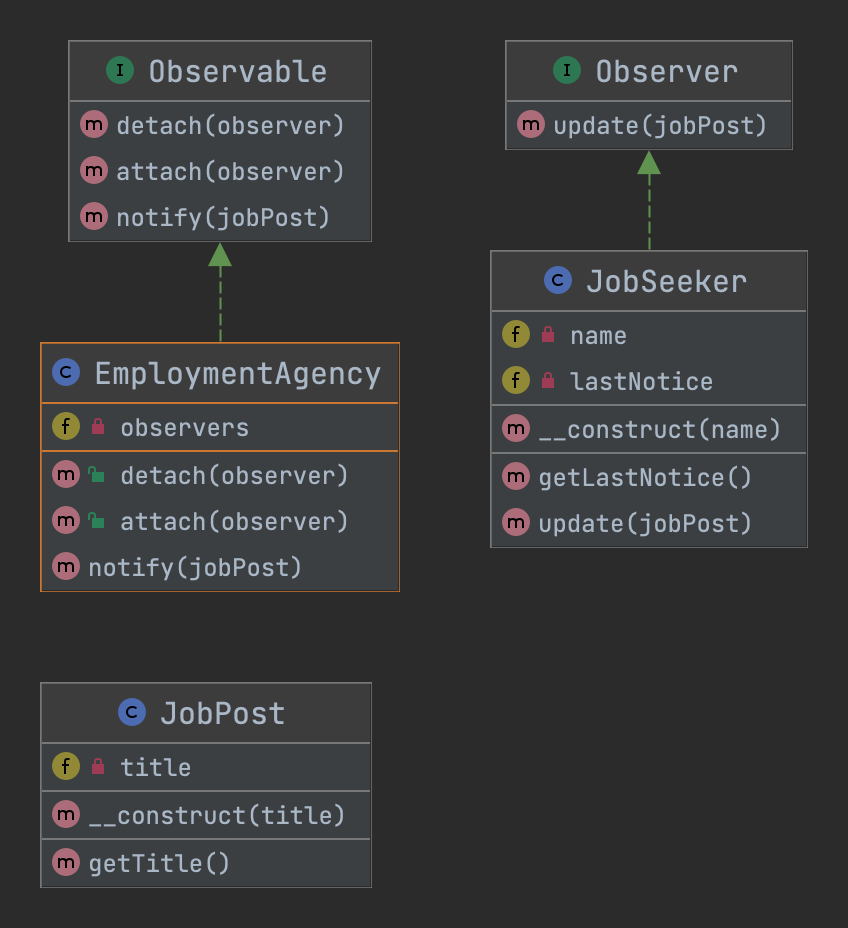 I Observable
m detach(observer)
m attach(observer)
m notify(jobPost)
I Observer
m update(jobPost)
C EmploymentAgency
f observers
m detach(observer)
m attach(observer)
m notify(jobPost)
C JobSeeker
f name
f lastNotice
m __construct(name)
m getLastNotice()
m update(jobPost)
C JobPost
f title
m __construct(title)
m getTitle()